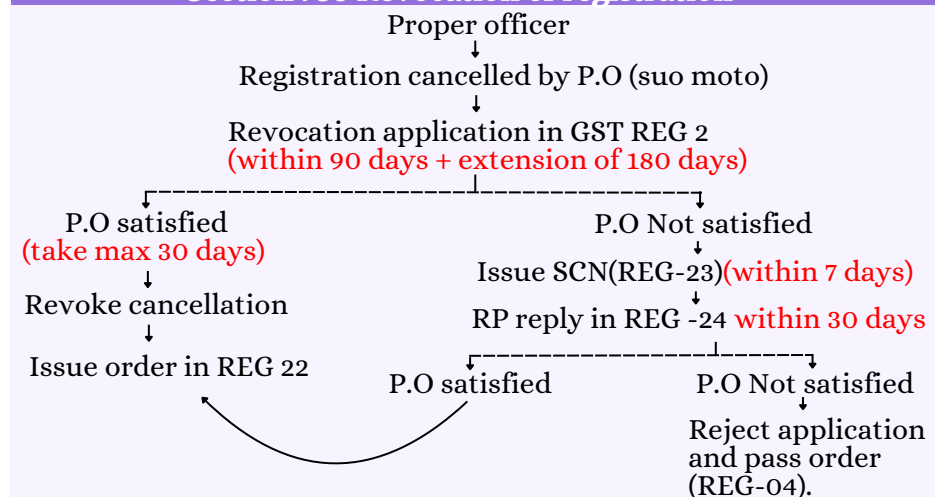 Proper officer
Registration cancelled by P.O (suo moto)
Revocation application in GST REG 2
(within 90 days + extension of 180 days)
P.O satisfied
(take max 30 days)
Revoke cancellation
Issue order in REG 22
P.O Not satisfied
Issue SCN(REG-23)(within 7 days)
RP reply in REG -24 within 30 days
P.O satisfied
P.O Not satisfied
Reject application
and pass order
(REG-04).